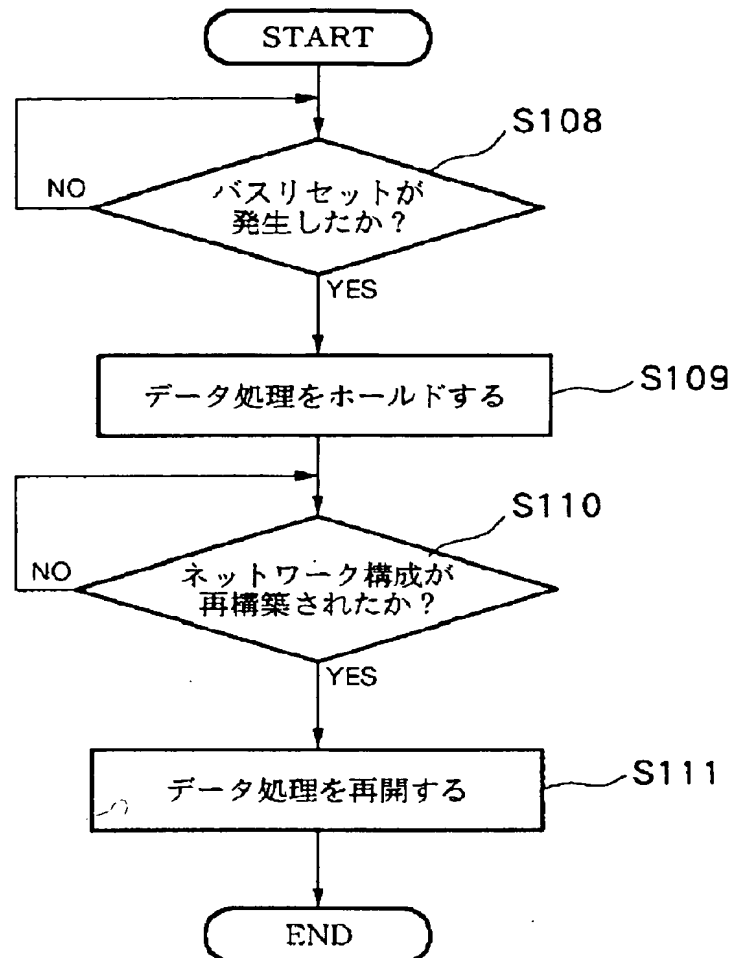 START
S108
NO
バスリセットが
発生したか?
YES
データ処理をホールドする
S109
S110
NO
ネットワーク構成が
再構築されたか?
YES
データ処理を再開する
S111
END